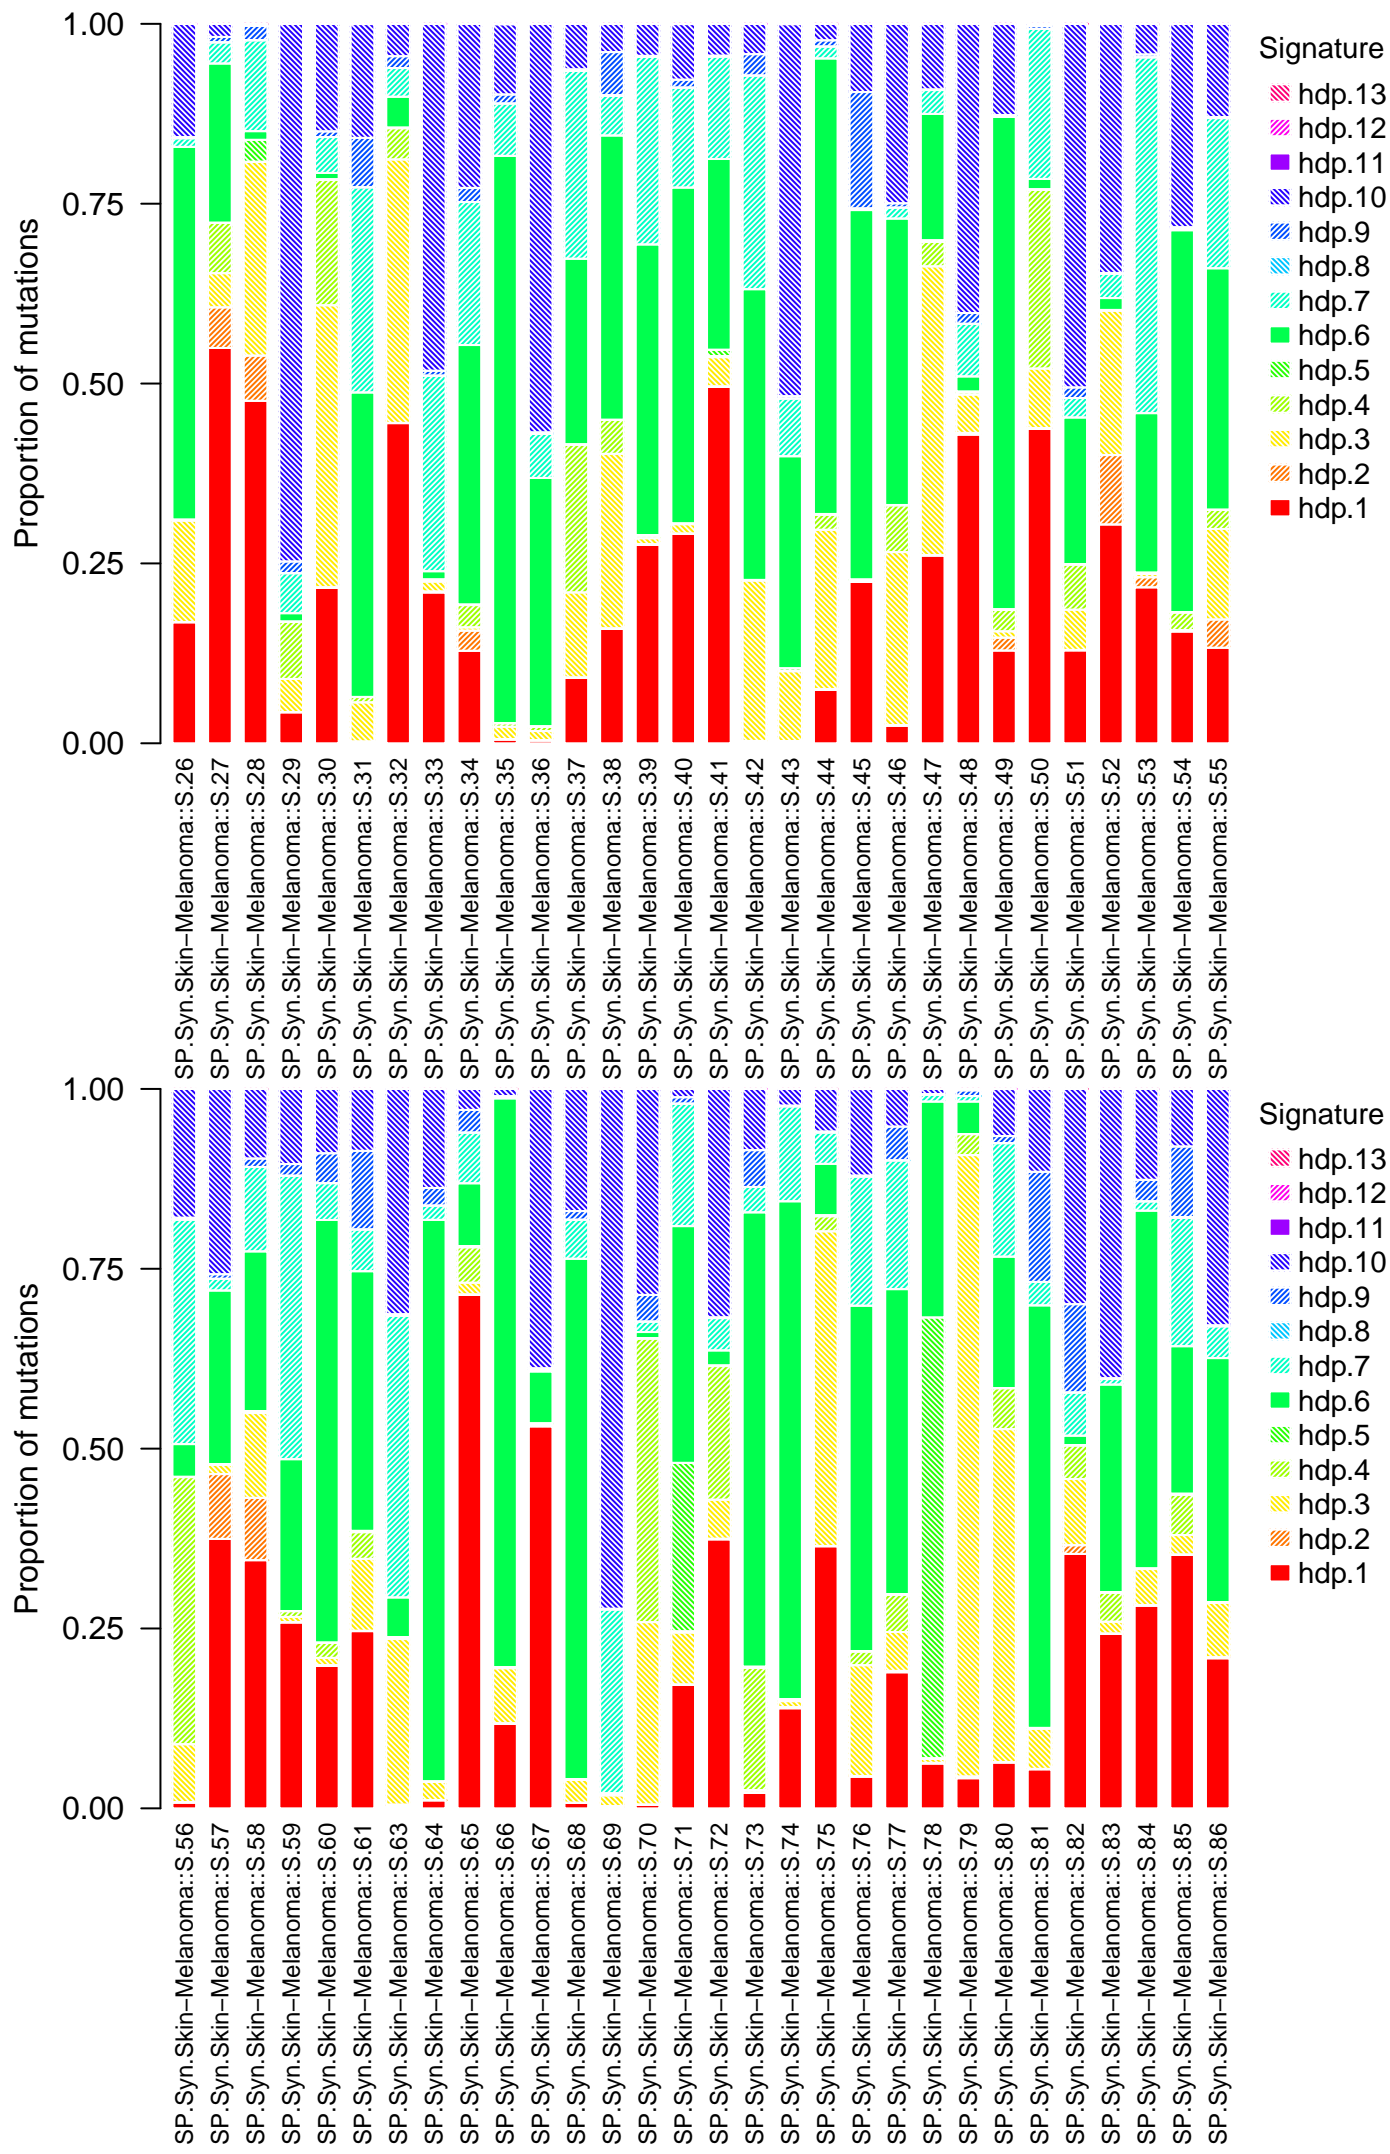 Proportion of mutations
1.00
0.75
0.50
0.25
0.00
SP.Syn.Skin−Melanoma::S.26
SP.Syn.Skin−Melanoma::S.27
SP.Syn.Skin−Melanoma::S.28
SP.Syn.Skin−Melanoma::S.29
SP.Syn.Skin−Melanoma::S.30
SP.Syn.Skin−Melanoma::S.31
SP.Syn.Skin−Melanoma::S.32
SP.Syn.Skin−Melanoma::S.33
SP.Syn.Skin−Melanoma::S.34
SP.Syn.Skin−Melanoma::S.35
SP.Syn.Skin−Melanoma::S.36
SP.Syn.Skin−Melanoma::S.37
SP.Syn.Skin−Melanoma::S.38
SP.Syn.Skin−Melanoma::S.39
SP.Syn.Skin−Melanoma::S.40
SP.Syn.Skin−Melanoma::S.41
SP.Syn.Skin−Melanoma::S.42
SP.Syn.Skin−Melanoma::S.43
SP.Syn.Skin−Melanoma::S.44
SP.Syn.Skin−Melanoma::S.45
SP.Syn.Skin−Melanoma::S.46
SP.Syn.Skin−Melanoma::S.47
SP.Syn.Skin−Melanoma::S.48
SP.Syn.Skin−Melanoma::S.49
SP.Syn.Skin−Melanoma::S.50
SP.Syn.Skin−Melanoma::S.51
SP.Syn.Skin−Melanoma::S.52
SP.Syn.Skin−Melanoma::S.53
SP.Syn.Skin−Melanoma::S.54
SP.Syn.Skin−Melanoma::S.55
Signature
hdp.13
hdp.12
hdp.11
hdp.10
hdp.9
hdp.8
hdp.7
hdp.6
hdp.5
hdp.4
hdp.3
hdp.2
hdp.1
Proportion of mutations
1.00
0.75
0.50
0.25
0.00
SP.Syn.Skin−Melanoma::S.56
SP.Syn.Skin−Melanoma::S.57
SP.Syn.Skin−Melanoma::S.58
SP.Syn.Skin−Melanoma::S.59
SP.Syn.Skin−Melanoma::S.60
SP.Syn.Skin−Melanoma::S.61
SP.Syn.Skin−Melanoma::S.63
SP.Syn.Skin−Melanoma::S.64
SP.Syn.Skin−Melanoma::S.65
SP.Syn.Skin−Melanoma::S.66
SP.Syn.Skin−Melanoma::S.67
SP.Syn.Skin−Melanoma::S.68
SP.Syn.Skin−Melanoma::S.69
SP.Syn.Skin−Melanoma::S.70
SP.Syn.Skin−Melanoma::S.71
SP.Syn.Skin−Melanoma::S.72
SP.Syn.Skin−Melanoma::S.73
SP.Syn.Skin−Melanoma::S.74
SP.Syn.Skin−Melanoma::S.75
SP.Syn.Skin−Melanoma::S.76
SP.Syn.Skin−Melanoma::S.77
SP.Syn.Skin−Melanoma::S.78
SP.Syn.Skin−Melanoma::S.79
SP.Syn.Skin−Melanoma::S.80
SP.Syn.Skin−Melanoma::S.81
SP.Syn.Skin−Melanoma::S.82
SP.Syn.Skin−Melanoma::S.83
SP.Syn.Skin−Melanoma::S.84
SP.Syn.Skin−Melanoma::S.85
SP.Syn.Skin−Melanoma::S.86
Signature
hdp.13
hdp.12
hdp.11
hdp.10
hdp.9
hdp.8
hdp.7
hdp.6
hdp.5
hdp.4
hdp.3
hdp.2
hdp.1